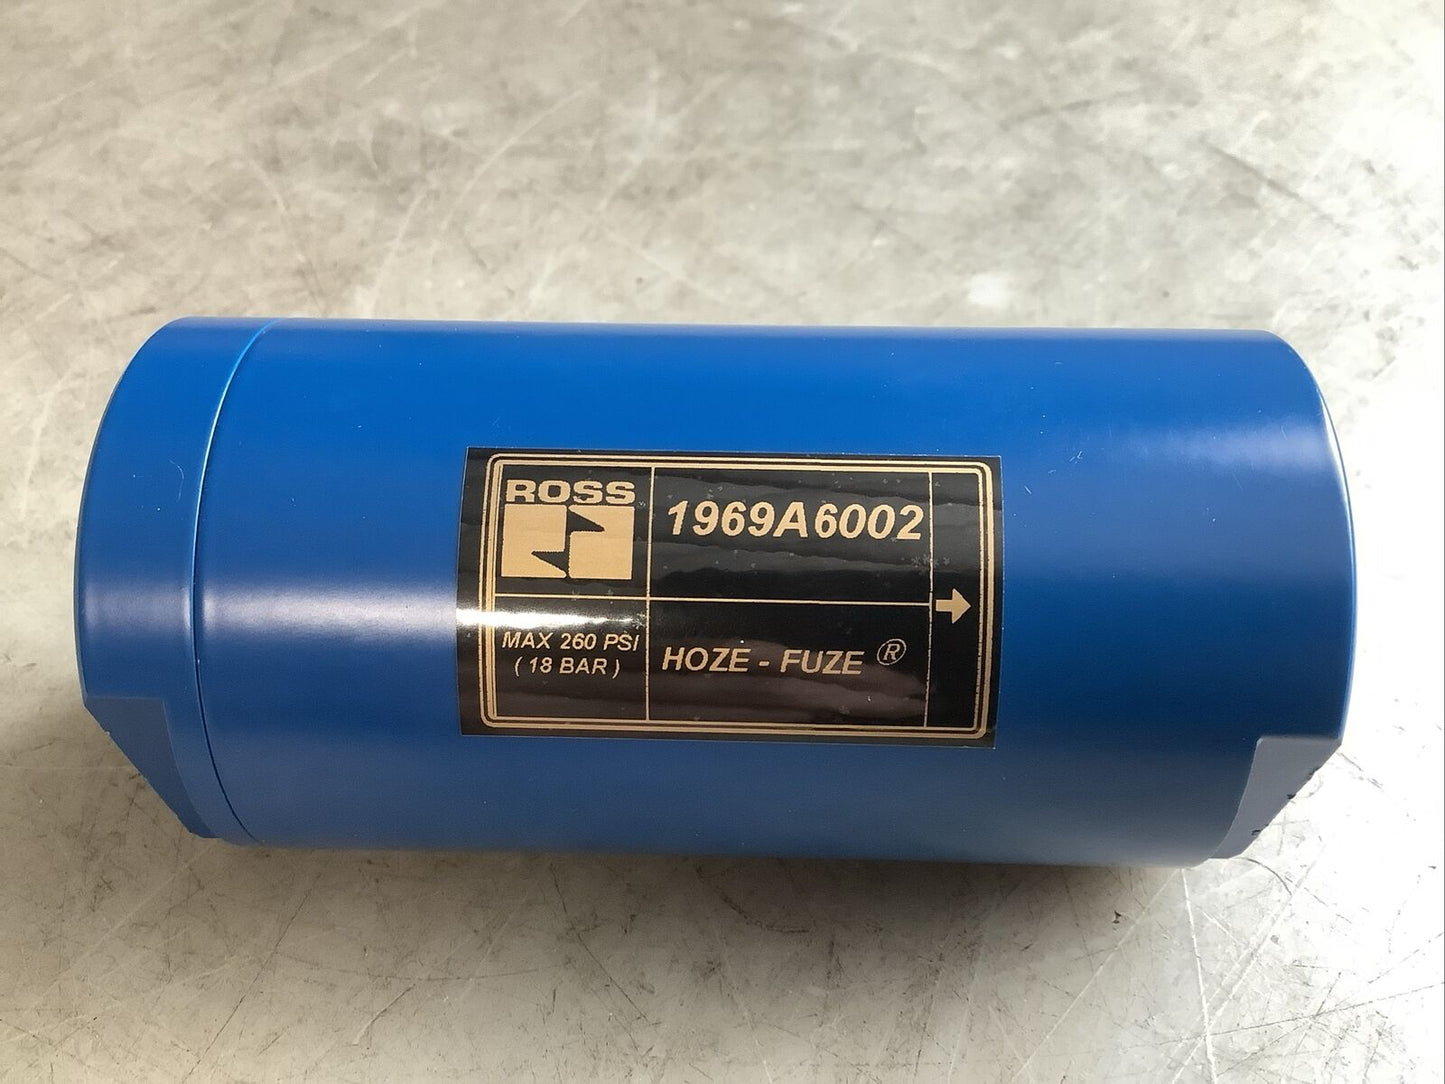 ROSS
1969A6002
MAX 260 PSI
( 18 BAR )
HOZE - FUZE ®